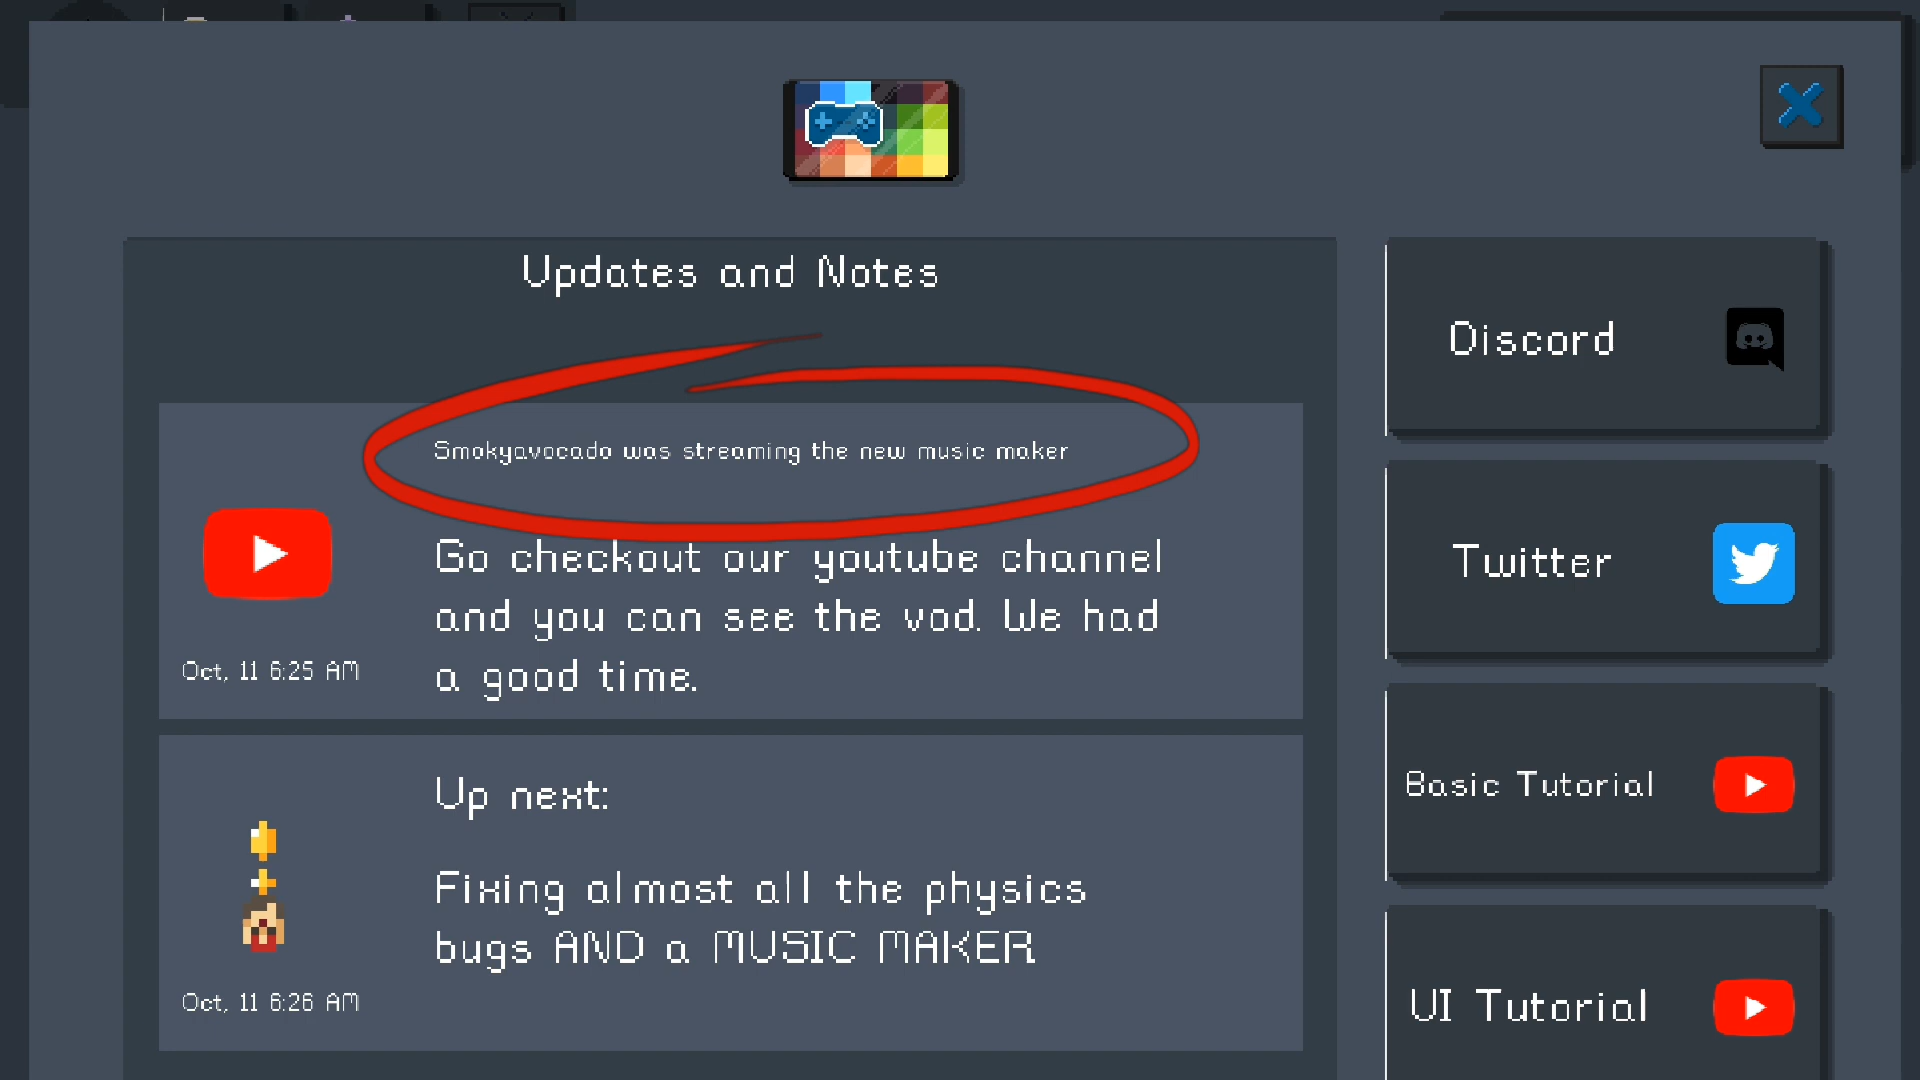 Updates and Notes
Smokyavocado was streaming the new music maker
Go checkout our youtube channel
and you can see the vod. We had
a good time.
Oct, 11 6:25 AM
Up next:
Fixing almost all the physics
bugs AND a MUSIC MAKER
Oct, 11 6:26 AM
Discord
Twitter
Basic Tutorial
UI Tutorial